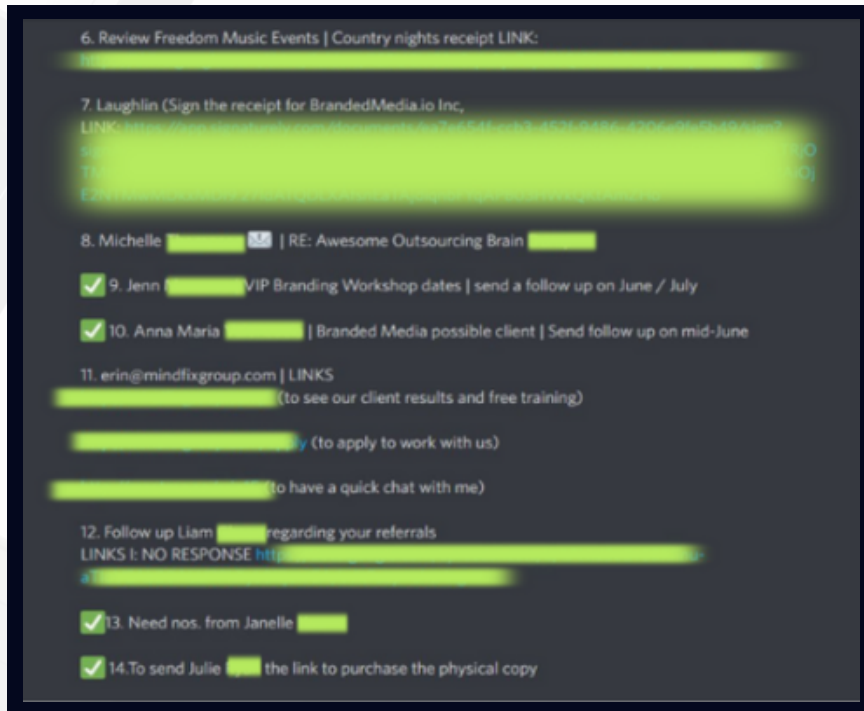 6. Review Freedom Music Events | Country nights receipt LINK:
7. Laughlin (Sign the receipt for BrandedMedia.io Inc,
LINK:
8. Michelle | RE: Awesome Outsourcing Brain
9. Jenn VIP Branding Workshop dates | send a follow up on June / July
10. Anna Maria | Branded Media possible client | Send follow up on mid-June
11. erin@mindfixgroup.com | LINKS
(to see our client results and free training)
(to apply to work with us)
(to have a quick chat with me)
12. Follow up Liam regarding your referrals
LINKS I: NO RESPONSE
13. Need nos. from Janelle
14.To send Julie the link to purchase the physical copy